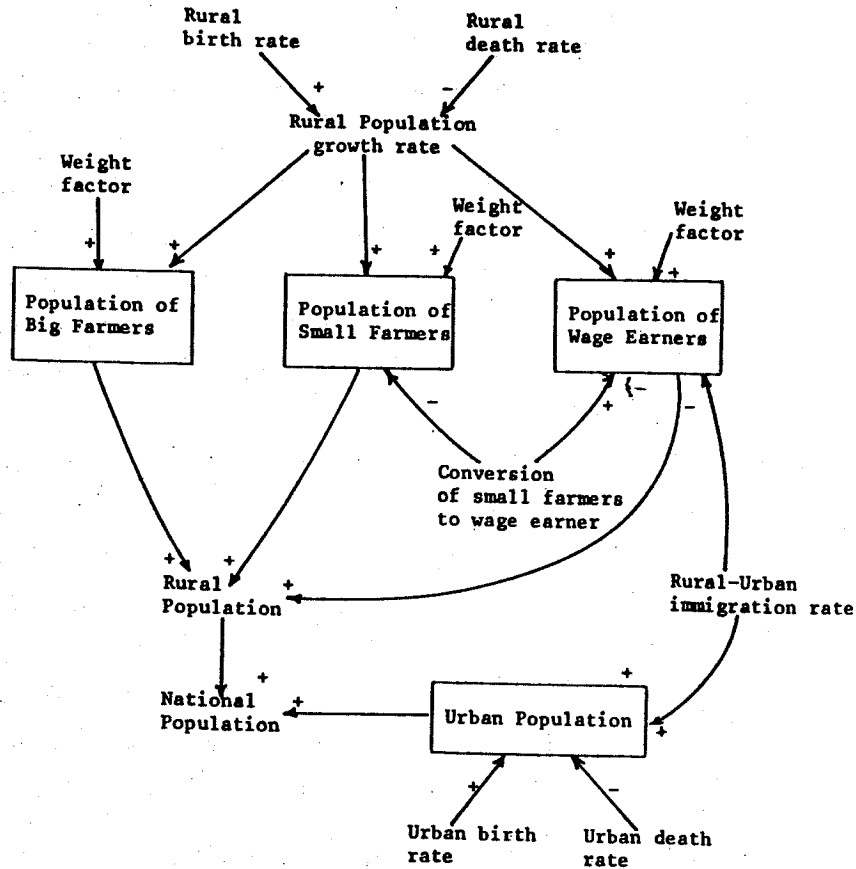 Rural
birth rate
Rural
death rate
+
−
Rural Population
growth rate
Weight
factor
Weight
factor
Weight
factor
+
+
+
+
+
+
Population of
Big Farmers
Population of
Small Farmers
Population of
Wage Earners
−
+
{−
−
Conversion
of small farmers
to wage earner
+
+
+
Rural
Population
Rural-Urban
immigration rate
+
+
+
National
Population
Urban Population
+
+
−
Urban birth
rate
Urban death
rate